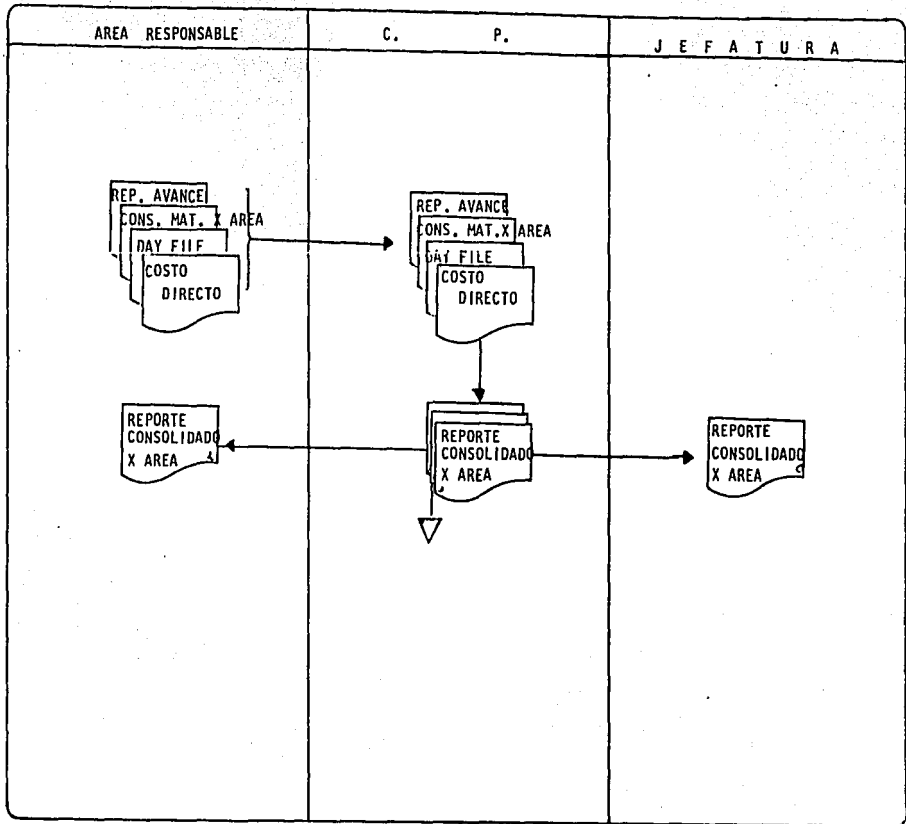 AREA RESPONSABLE
C. P.
J E F A T U R A
REP. AVANCE
CONS. MAT. X AREA
DAY FILE
COSTO
DIRECTO
REP. AVANCE
CONS. MAT.X AREA
DAY FILE
COSTO
DIRECTO
REPORTE
CONSOLIDADO
X AREA
REPORTE
CONSOLIDADO
X AREA
REPORTE
CONSOLIDADO
X AREA